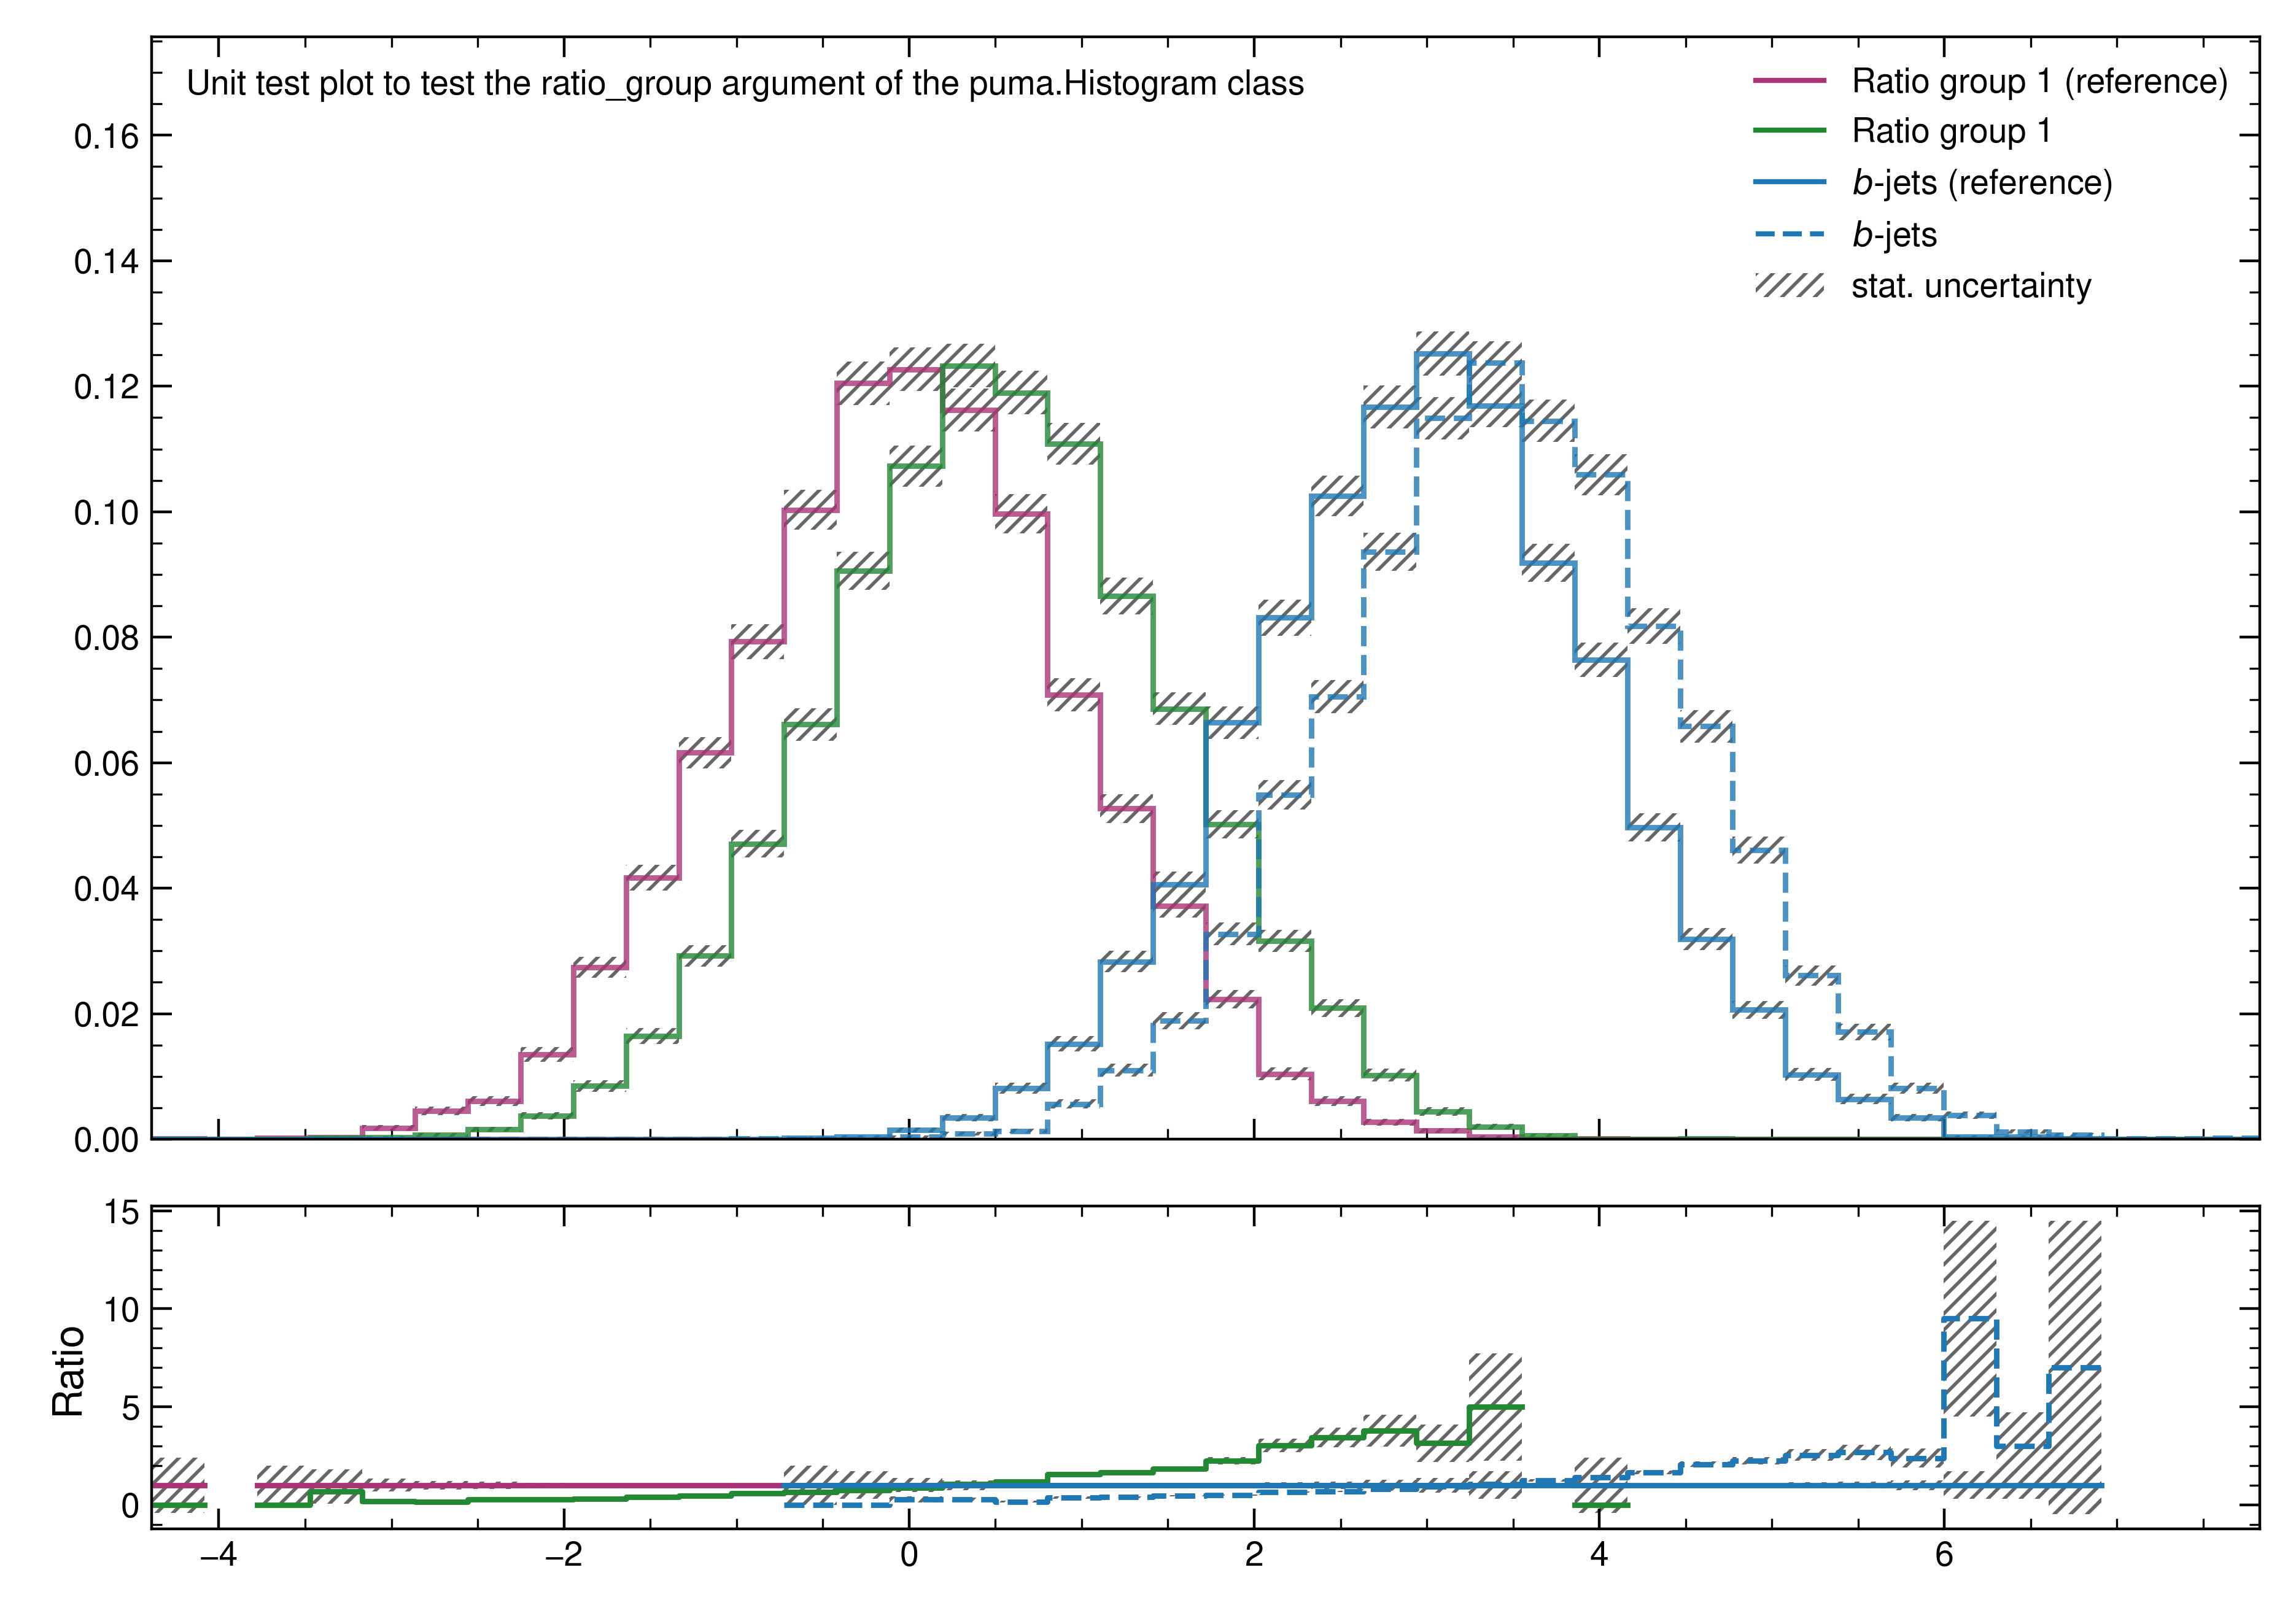 Unit test plot to test the ratio_group argument of the puma.Histogram class
Ratio group 1 (reference)
Ratio group 1
b-jets (reference)
b-jets
stat. uncertainty
0.16
0.14
0.12
0.10
0.08
0.06
0.04
0.02
0.00
15
10
5
0
Ratio
−4 −2 0 2 4 6